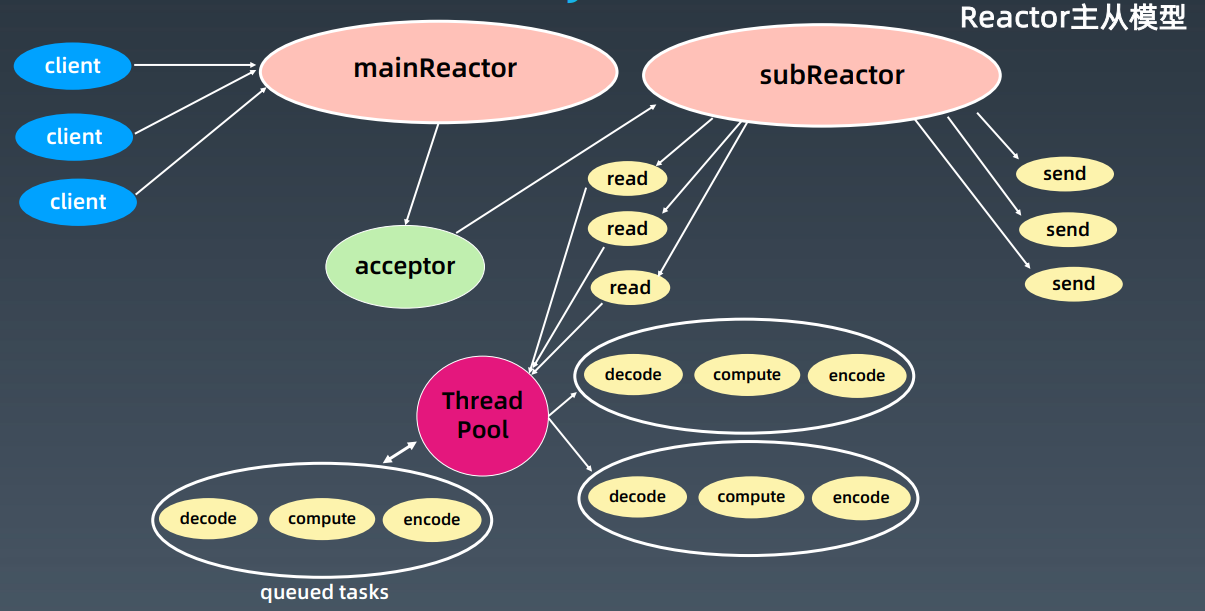 Reactor主从模型
client
mainReactor
subReactor
client
client
read
send
read
send
acceptor
read
send
Thread
Pool
decode
compute
encode
decode
compute
encode
decode
compute
encode
queued tasks